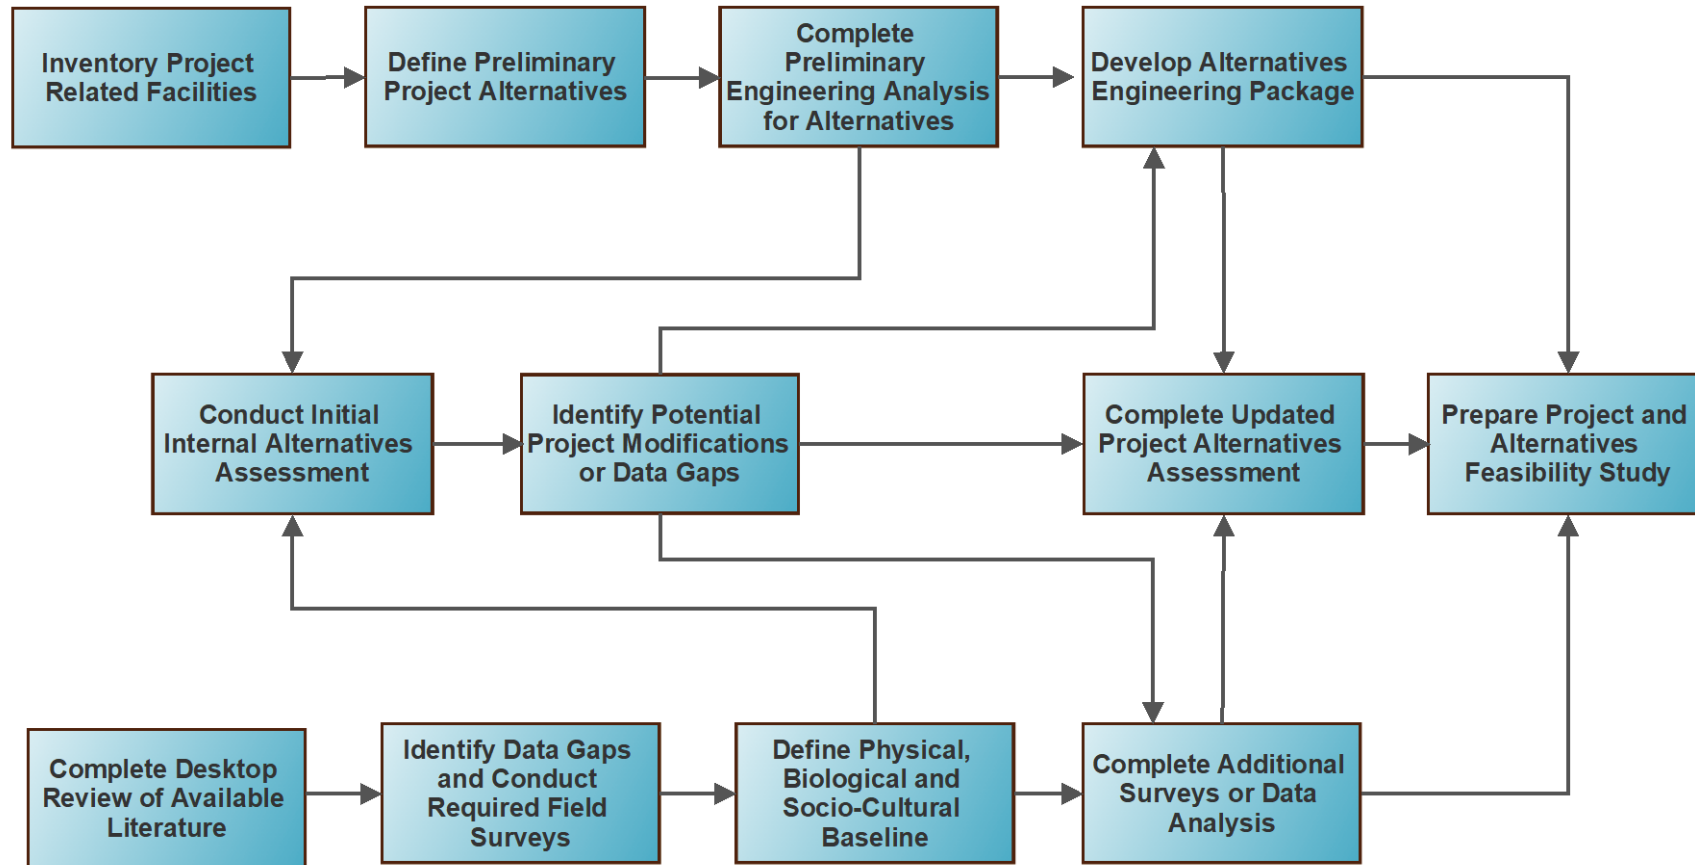 Inventory Project
Related Facilities
Define Preliminary
Project Alternatives
Complete
Preliminary
Engineering Analysis
for Alternatives
Develop Alternatives
Engineering Package
Conduct Initial
Internal Alternatives
Assessment
Identify Potential
Project Modifications
or Data Gaps
Complete Updated
Project Alternatives
Assessment
Prepare Project and
Alternatives
Feasibility Study
Complete Desktop
Review of Available
Literature
Identify Data Gaps
and Conduct
Required Field
Surveys
Define Physical,
Biological and
Socio-Cultural
Baseline
Complete Additional
Surveys or Data
Analysis